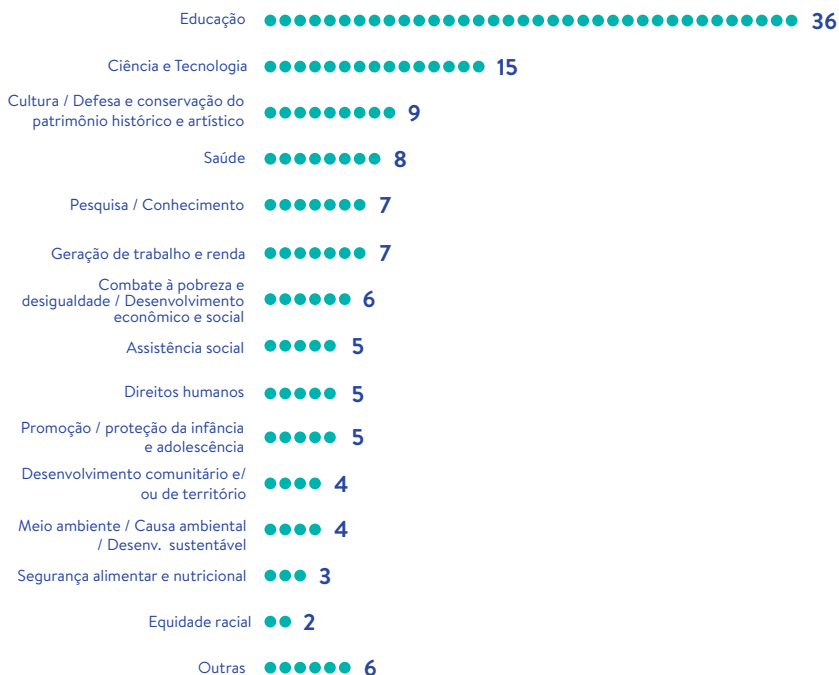 Educação 36
Ciência e Tecnologia 15
Cultura / Defesa e conservação do
patrimônio histórico e artístico 9
Saúde 8
Pesquisa / Conhecimento 7
Geração de trabalho e renda 7
Combate à pobreza e
desigualdade / Desenvolvimento 6
econômico e social
Assistência social 5
Direitos humanos 5
Promoção / proteção da infância
e adolescência 5
Desenvolvimento comunitário e/
ou de território 4
Meio ambiente / Causa ambiental
/ Desenv. sustentável 4
Segurança alimentar e nutricional 3
Equidade racial 2
Outras 6